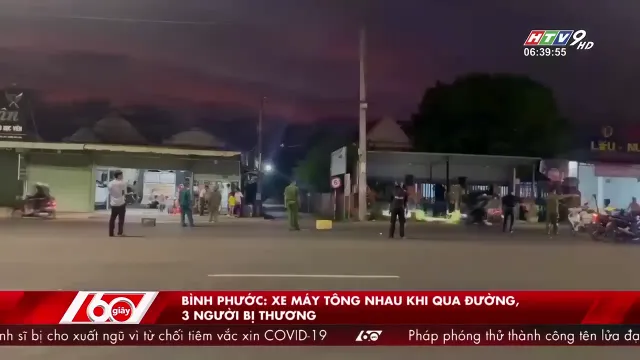 HTV9 HD
06:39:55
60 giây
BÌNH PHƯỚC: XE MÁY TÔNG NHAU KHI QUA ĐƯỜNG,
3 NGƯỜI BỊ THƯƠNG
nh sĩ bị cho xuất ngũ vì từ chối tiêm vắc xin COVID-19 60 Pháp phóng thử thành công tên lửa đạ